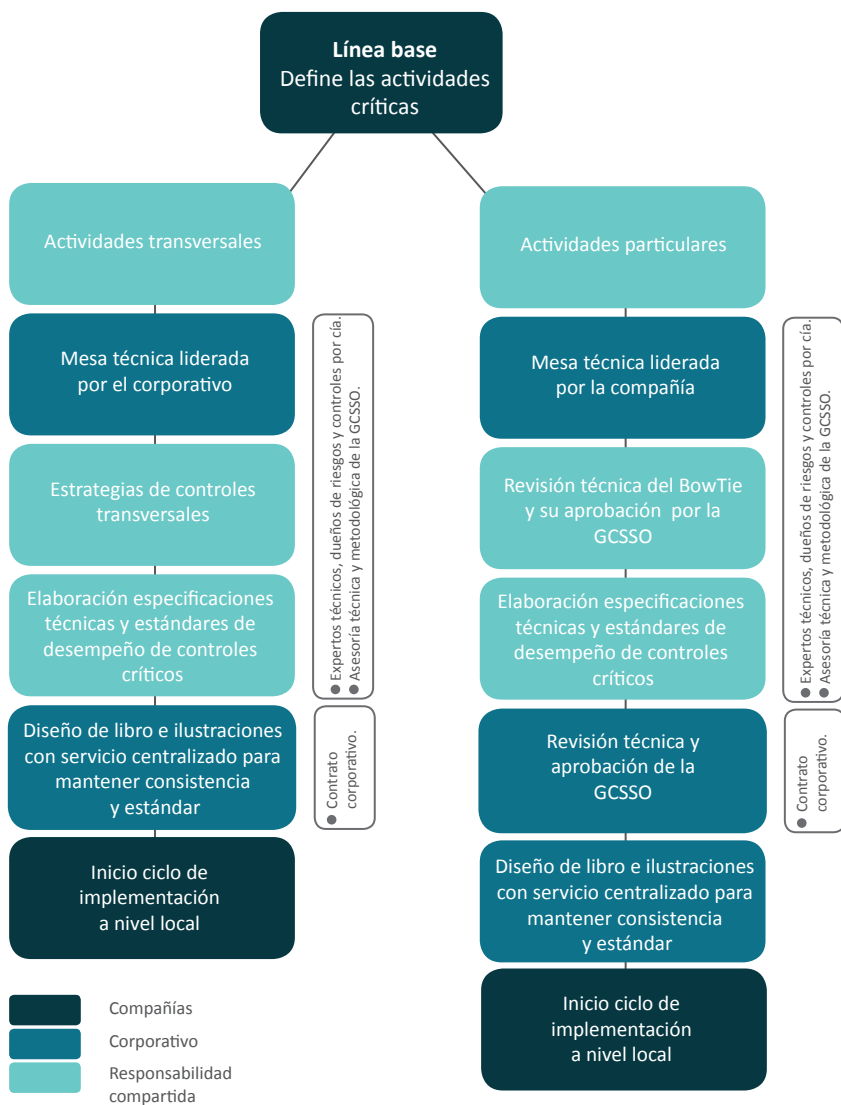 Línea base
Define las actividades
críticas
Actividades transversales
Mesa técnica liderada
por el corporativo
Estrategias de controles
transversales
Elaboración especificaciones
técnicas y estándares de
desempeño de controles
críticos
● Expertos técnicos, dueños de riesgos y controles por cía.
● Asesoría técnica y metodológica de la GCSSO.
Diseño de libro e ilustraciones
con servicio centralizado para
mantener consistencia
y estándar
● Contrato
corporativo.
Inicio ciclo de
implementación
a nivel local
Actividades particulares
Mesa técnica liderada
por la compañía
Revisión técnica del BowTie
y su aprobación por la
GCSSO
Elaboración especificaciones
técnicas y estándares de
desempeño de controles
críticos
● Expertos técnicos, dueños de riesgos y controles por cía.
● Asesoría técnica y metodológica de la GCSSO.
Revisión técnica y
aprobación de la
GCSSO
● Contrato
corporativo.
Diseño de libro e ilustraciones
con servicio centralizado para
mantener consistencia
y estándar
Inicio ciclo de
implementación
a nivel local
Compañías
Corporativo
Responsabilidad
compartida